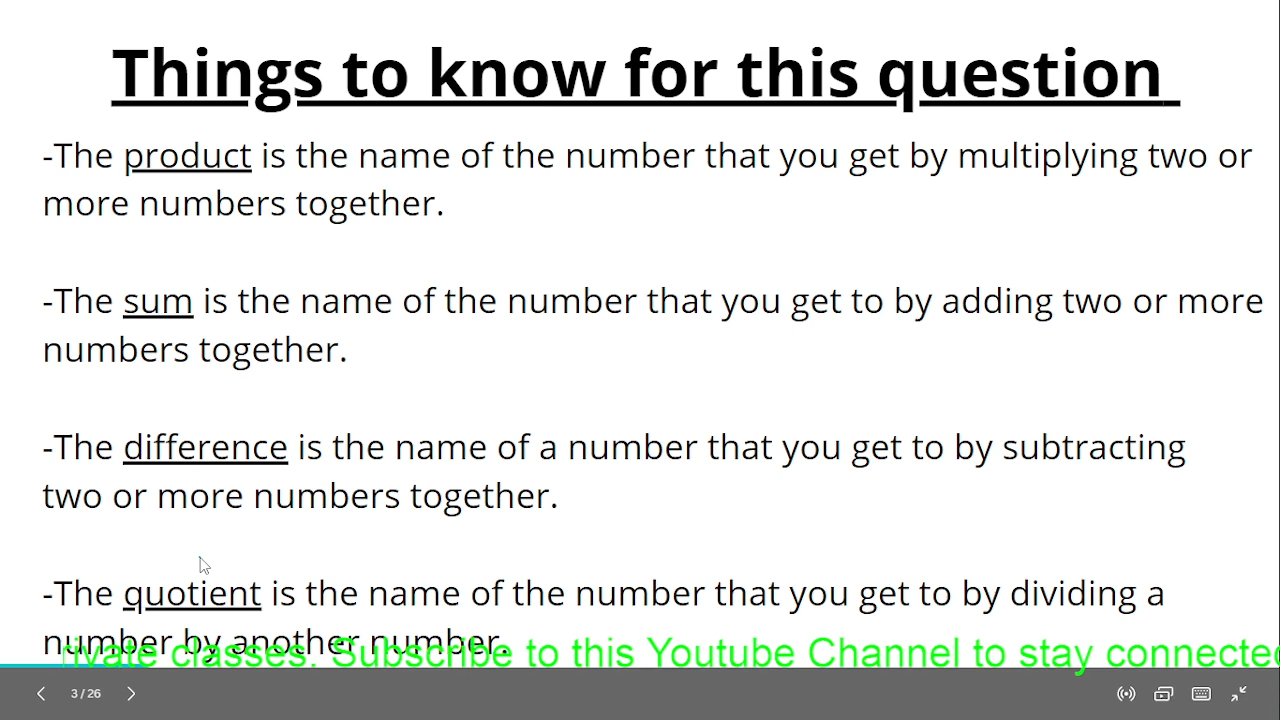 Things to know for this question
-The product is the name of the number that you get by multiplying two or
more numbers together.
-The sum is the name of the number that you get to by adding two or more
numbers together.
-The difference is the name of a number that you get to by subtracting
two or more numbers together.
-The quotient is the name of the number that you get to by dividing a
number by another number.
rivate classes. Subscribe to this Youtube Channel to stay connected
3 / 26